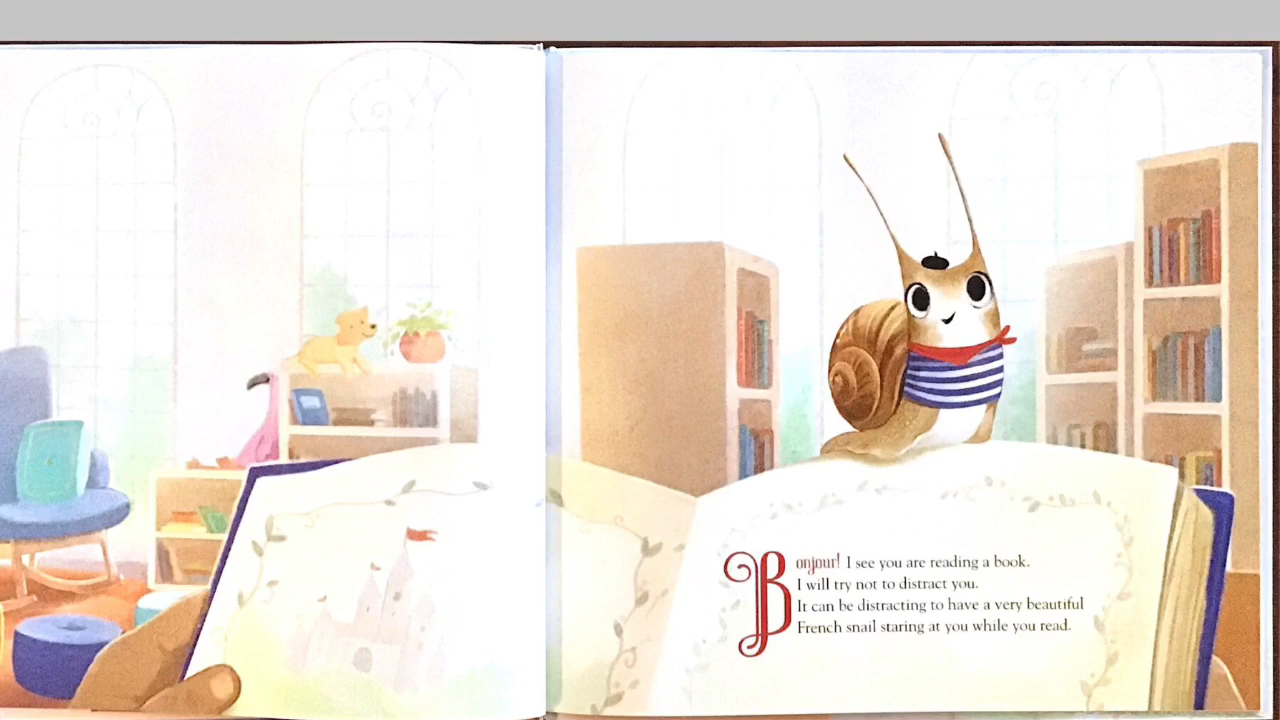 Bonjour! I see you are reading a book.
I will try not to distract you.
It can be distracting to have a very beautiful
French snail staring at you while you read.